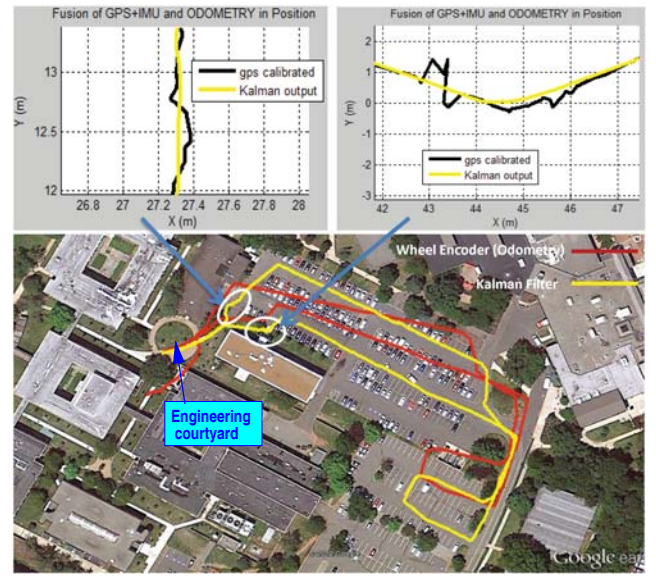 Fusion of GPS+IMU and ODOMETRY in Position
13
12.5
12
Y (m)
gps calibrated
Kalman output
26.8 27 27.2 27.4 27.6 27.8 28
X (m)
Fusion of GPS+IMU and ODOMETRY in Position
2
1
0
-1
-2
-3
Y (m)
gps calibrated
Kalman output
42 43 44 45 46 47
X (m)
Wheel Encoder (Odometry)
Kalman Filter
Engineering
courtyard
Google ear